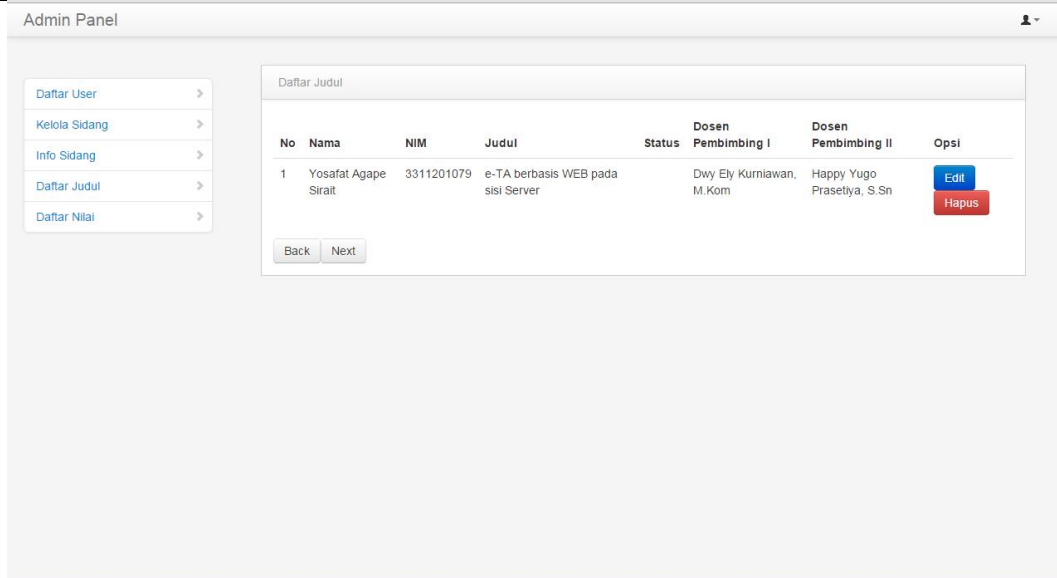 Admin Panel
Daftar User
Kelola Sidang
Info Sidang
Daftar Judul
Daftar Nilai
Daftar Judul
No Nama NIM Judul Status Dosen Pembimbing I Dosen Pembimbing II Opsi
1 Yosafat Agape Sirait 3311201079 e-TA berbasis WEB pada sisi Server Dwy Ely Kurniawan, M.Kom Happy Yugo Prasetiya, S.Sn Edit
Hapus
Back Next